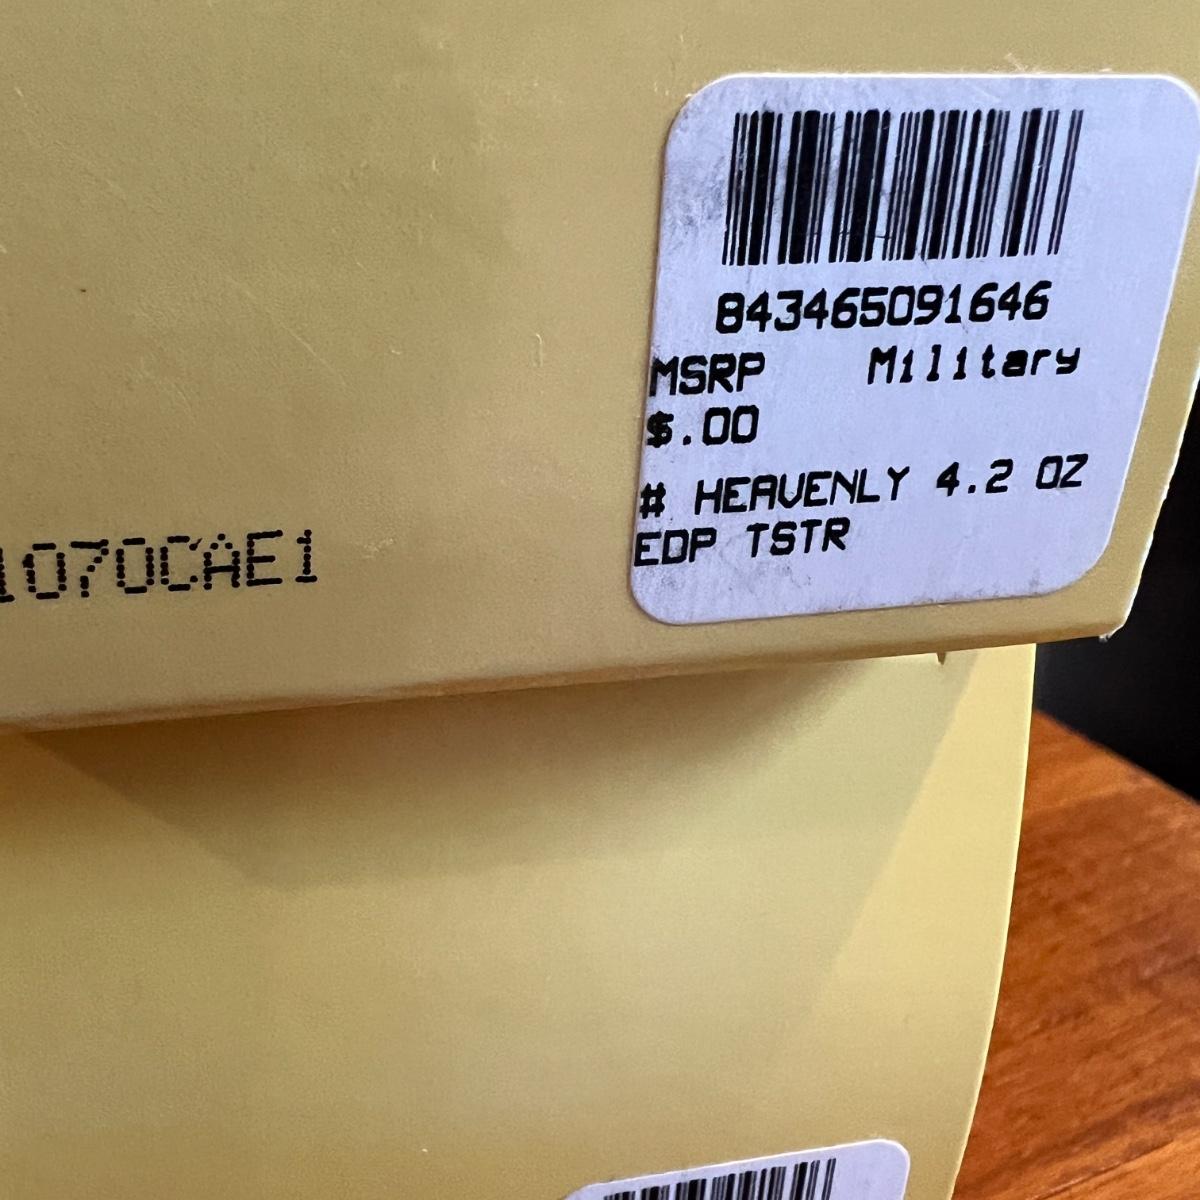 843465091646
MSRP Military
$.00
# HEAVENLY 4.2 OZ
EDP TSTR
1070CAE1